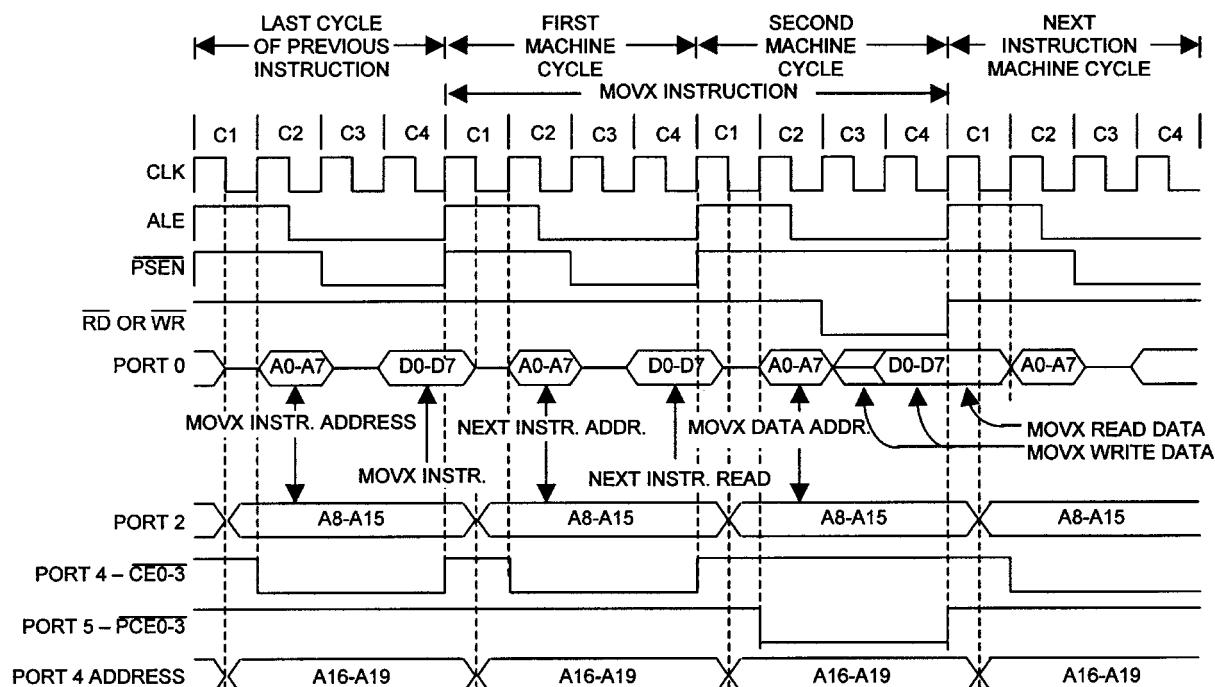 LAST CYCLE
OF PREVIOUS
INSTRUCTION
FIRST
MACHINE
CYCLE
SECOND
MACHINE
CYCLE
NEXT
INSTRUCTION
MACHINE CYCLE
MOVX INSTRUCTION
C1 C2 C3 C4 C1 C2 C3 C4 C1 C2 C3 C4 C1 C2 C3 C4
CLK
ALE
PSEN
RD OR WR
PORT 0 A0-A7 D0-D7 A0-A7 D0-D7 A0-A7 D0-D7 A0-A7
MOVX INSTR. ADDRESS
MOVX INSTR.
NEXT INSTR. ADDR.
NEXT INSTR. READ
MOVX DATA ADDR.
MOVX READ DATA
MOVX WRITE DATA
PORT 2 A8-A15 A8-A15 A8-A15 A8-A15
PORT 4 – CE0-3
PORT 5 – PCE0-3
PORT 4 ADDRESS A16-A19 A16-A19 A16-A19 A16-A19